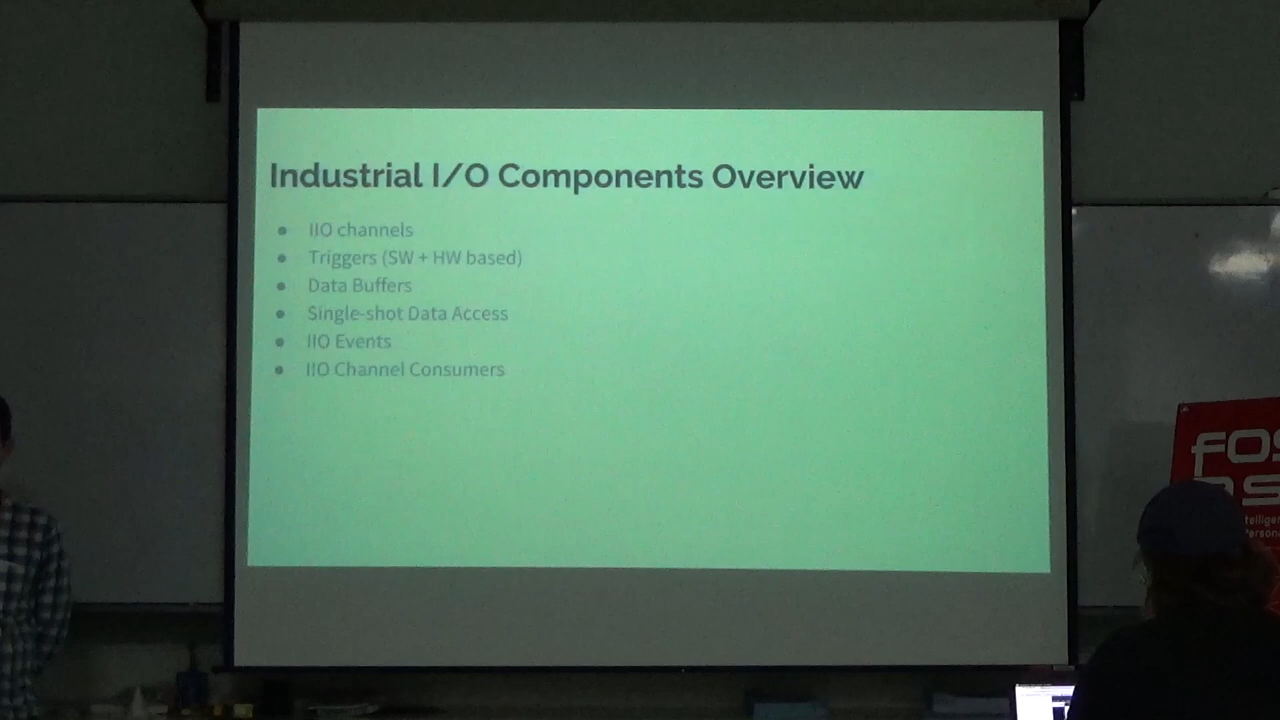 Industrial I/O Components Overview
● IIO channels
● Triggers (SW + HW based)
● Data Buffers
● Single-shot Data Access
● IIO Events
● IIO Channel Consumers